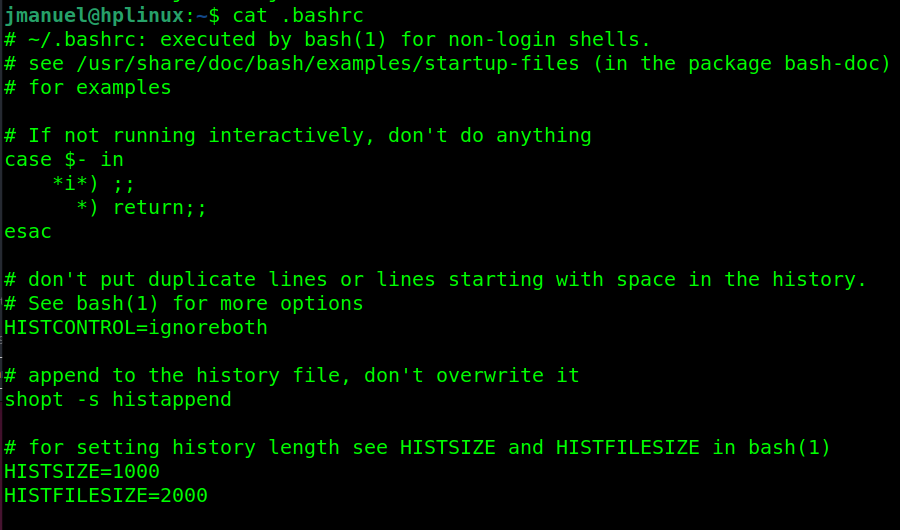 jmanuel@hplinux:~$ cat .bashrc
# ~/.bashrc: executed by bash(1) for non-login shells.
# see /usr/share/doc/bash/examples/startup-files (in the package bash-doc)
# for examples

# If not running interactively, don't do anything
case $- in
    *i*) ;;
      *) return;;
esac

# don't put duplicate lines or lines starting with space in the history.
# See bash(1) for more options
HISTCONTROL=ignoreboth

# append to the history file, don't overwrite it
shopt -s histappend

# for setting history length see HISTSIZE and HISTFILESIZE in bash(1)
HISTSIZE=1000
HISTFILESIZE=2000